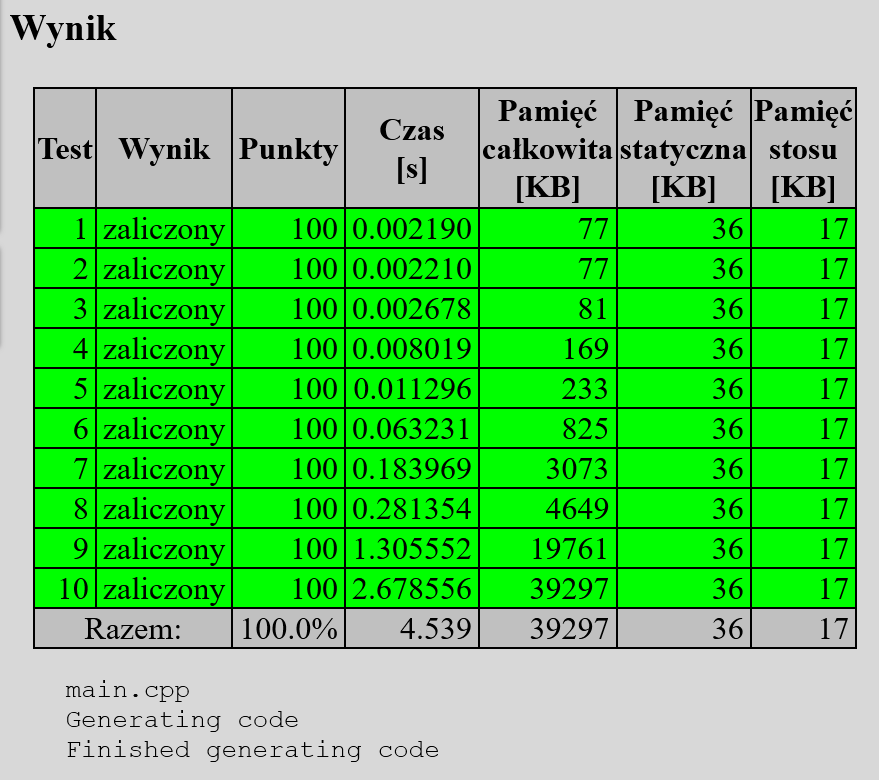 Wynik
Test Wynik Punkty Czas [s] Pamięć całkowita [KB] Pamięć statyczna [KB] Pamięć stosu [KB]
1 zaliczony 100 0.002190 77 36 17
2 zaliczony 100 0.002210 77 36 17
3 zaliczony 100 0.002678 81 36 17
4 zaliczony 100 0.008019 169 36 17
5 zaliczony 100 0.011296 233 36 17
6 zaliczony 100 0.063231 825 36 17
7 zaliczony 100 0.183969 3073 36 17
8 zaliczony 100 0.281354 4649 36 17
9 zaliczony 100 1.305552 19761 36 17
10 zaliczony 100 2.678556 39297 36 17
Razem: 100.0% 4.539 39297 36 17
main.cpp
Generating code
Finished generating code